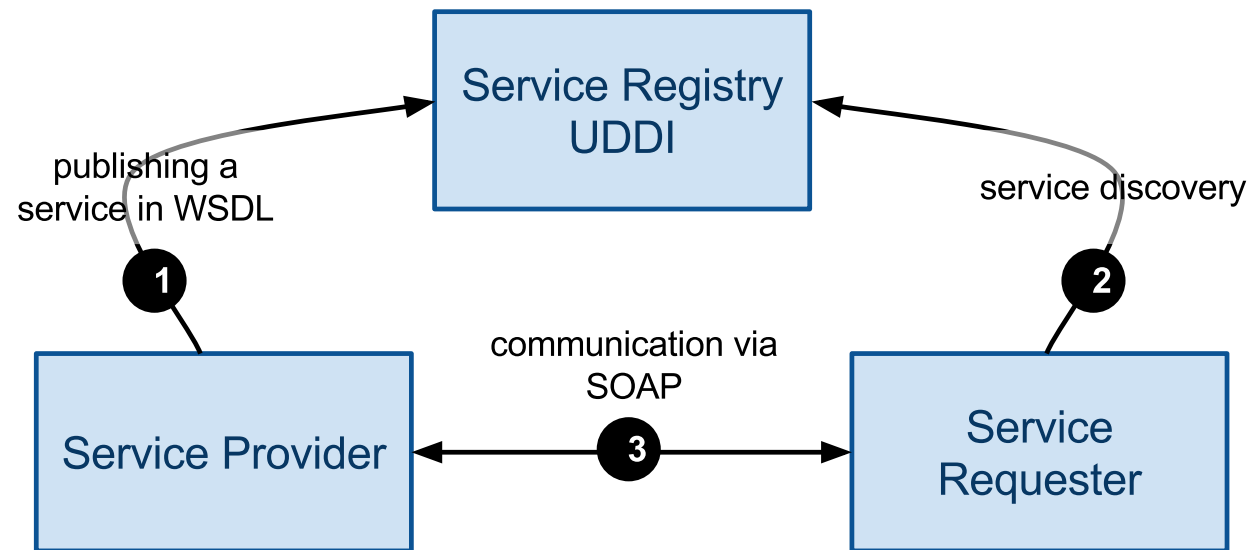 Service Registry
UDDI
publishing a
service in WSDL
service discovery
1
2
communication via
SOAP
3
Service Provider
Service
Requester